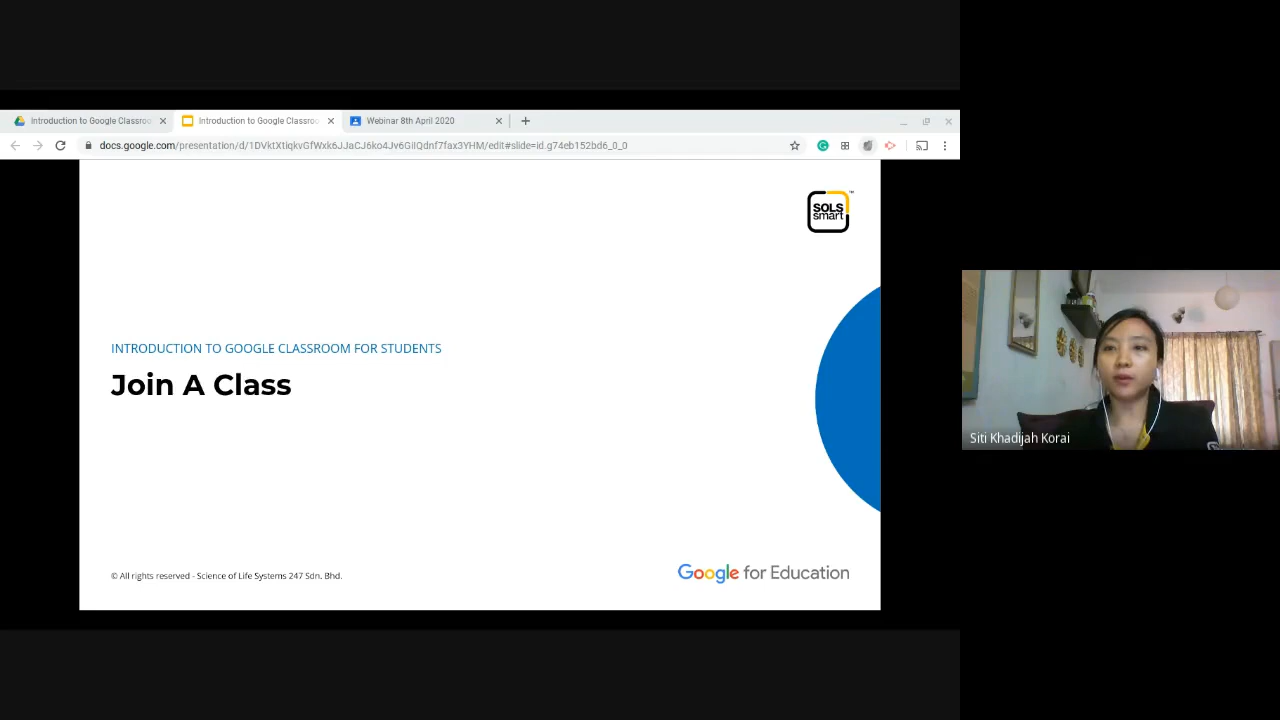 Introduction to Google Classroo
Introduction to Google Classroo
Webinar 8th April 2020
docs.google.com/presentation/d/1DVktXtiqkvGfWxk6JJaCJ6ko4Jv6GiIQdnf7fax3YHM/edit#slide=id.g74eb152bd6_0_0
SOLS
smart
TM
INTRODUCTION TO GOOGLE CLASSROOM FOR STUDENTS
Join A Class
Siti Khadijah Korai
© All rights reserved - Science of Life Systems 247 Sdn. Bhd.
Google for Education